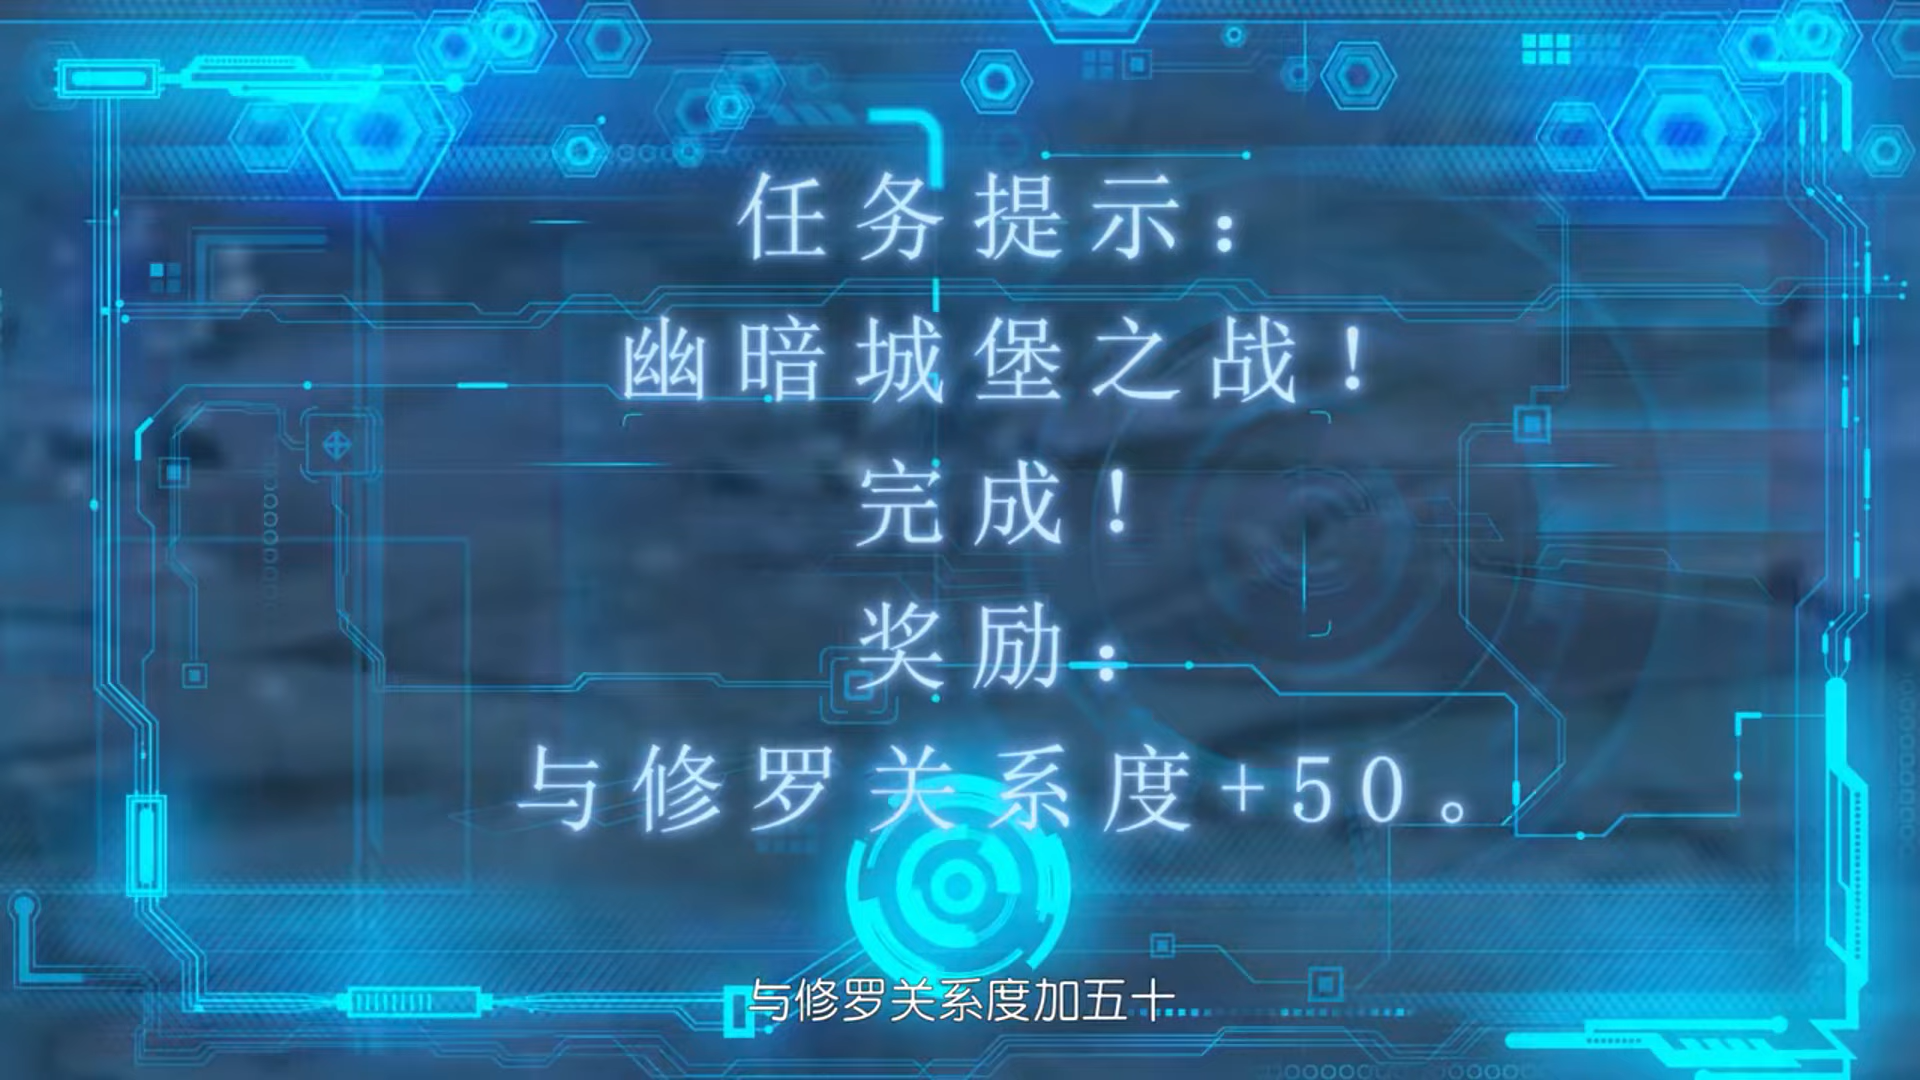 任务提示：
幽暗城堡之战！
完成！
奖励：
与修罗关系度+50。
与修罗关系度加五十